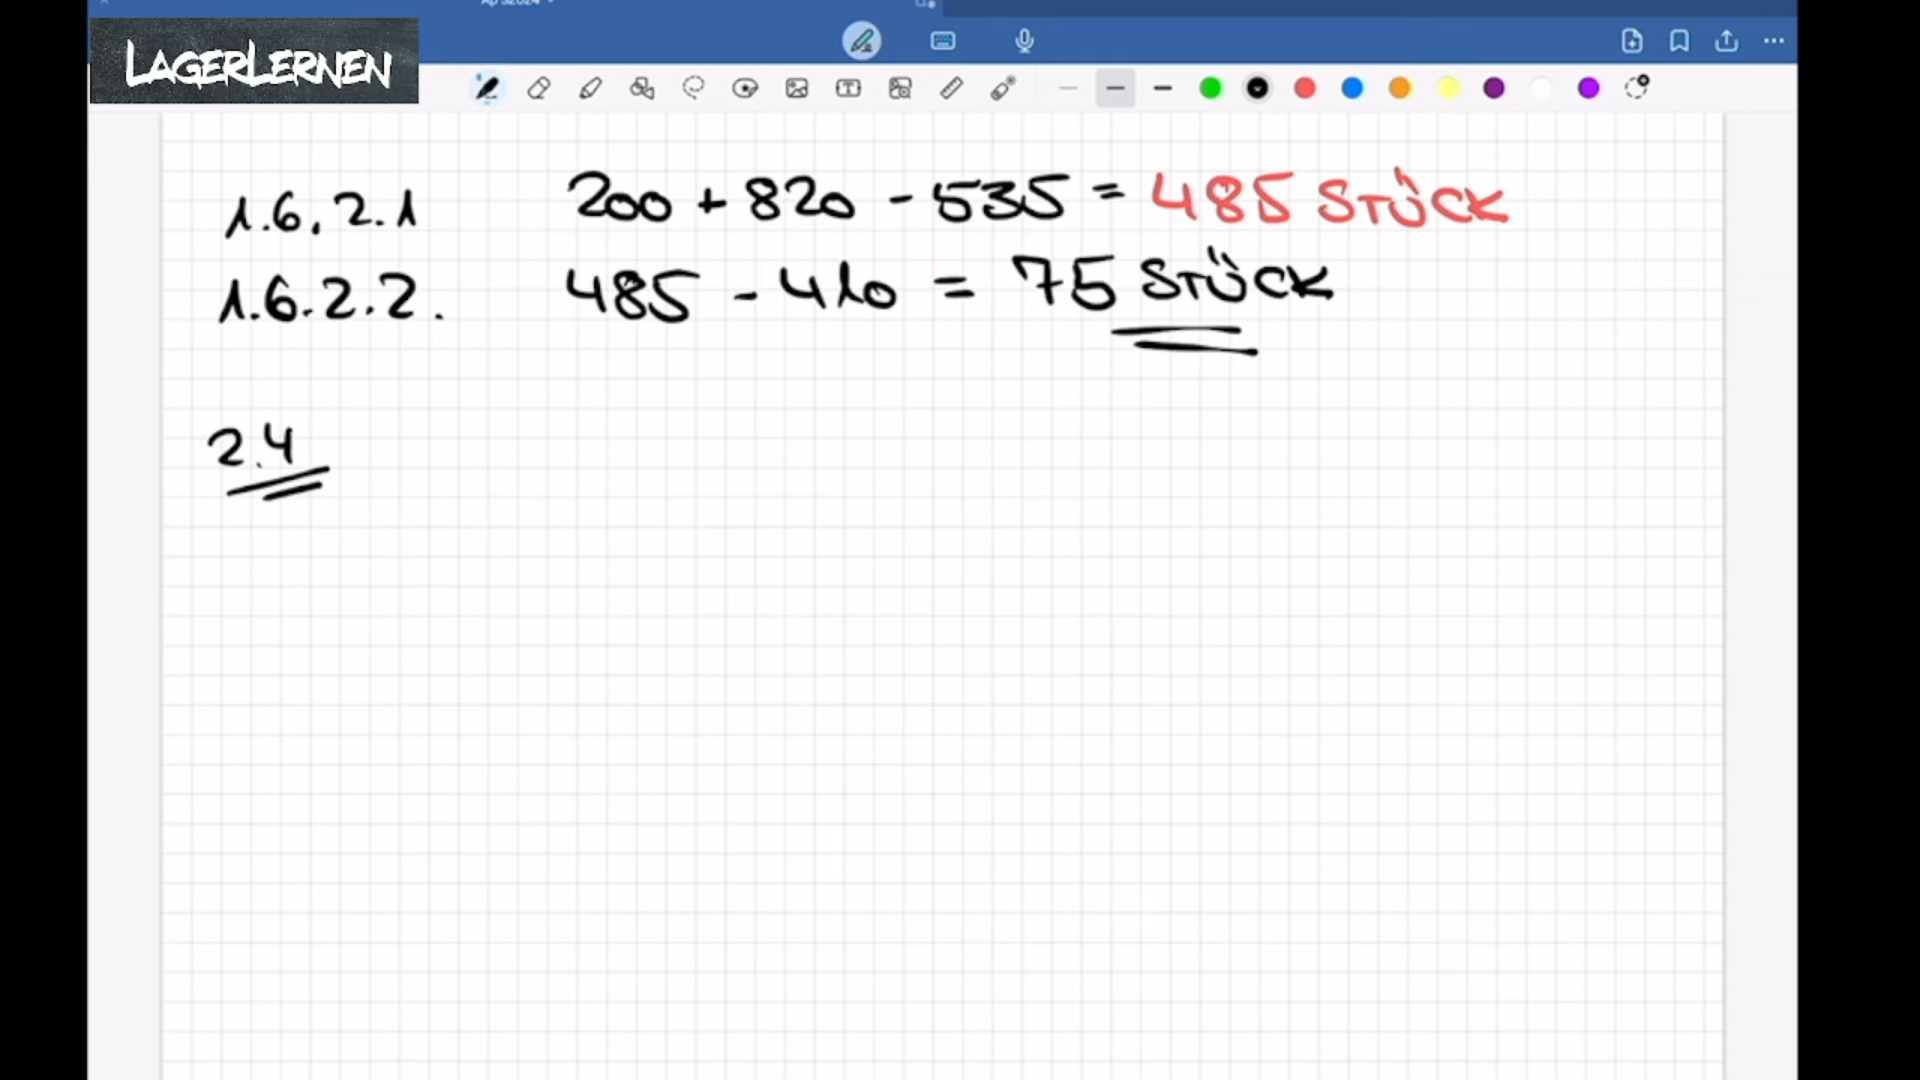 LAGERLERNEN
1.6.2.1 200 + 820 - 535 = 485 STÜCK
1.6.2.2. 485 - 410 = 75 STÜCK
2.4